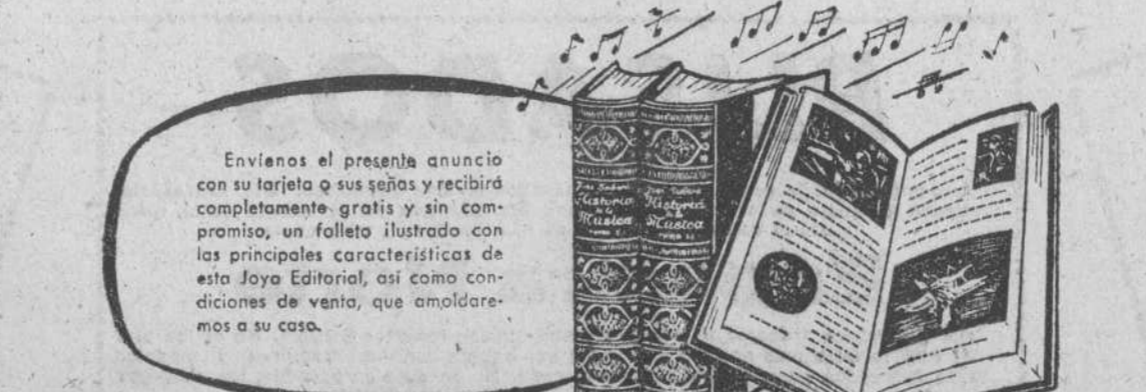 Envíenos el presente anuncio
con su tarjeta o sus señas y recibirá
completamente gratis y sin com-
promiso, un folleto ilustrado con
las principales características de
esta Joya Editorial, así como con-
diciones de venta, que amoldare-
mos a su caso.
Historia
de la
Música
Historia
de la
Música